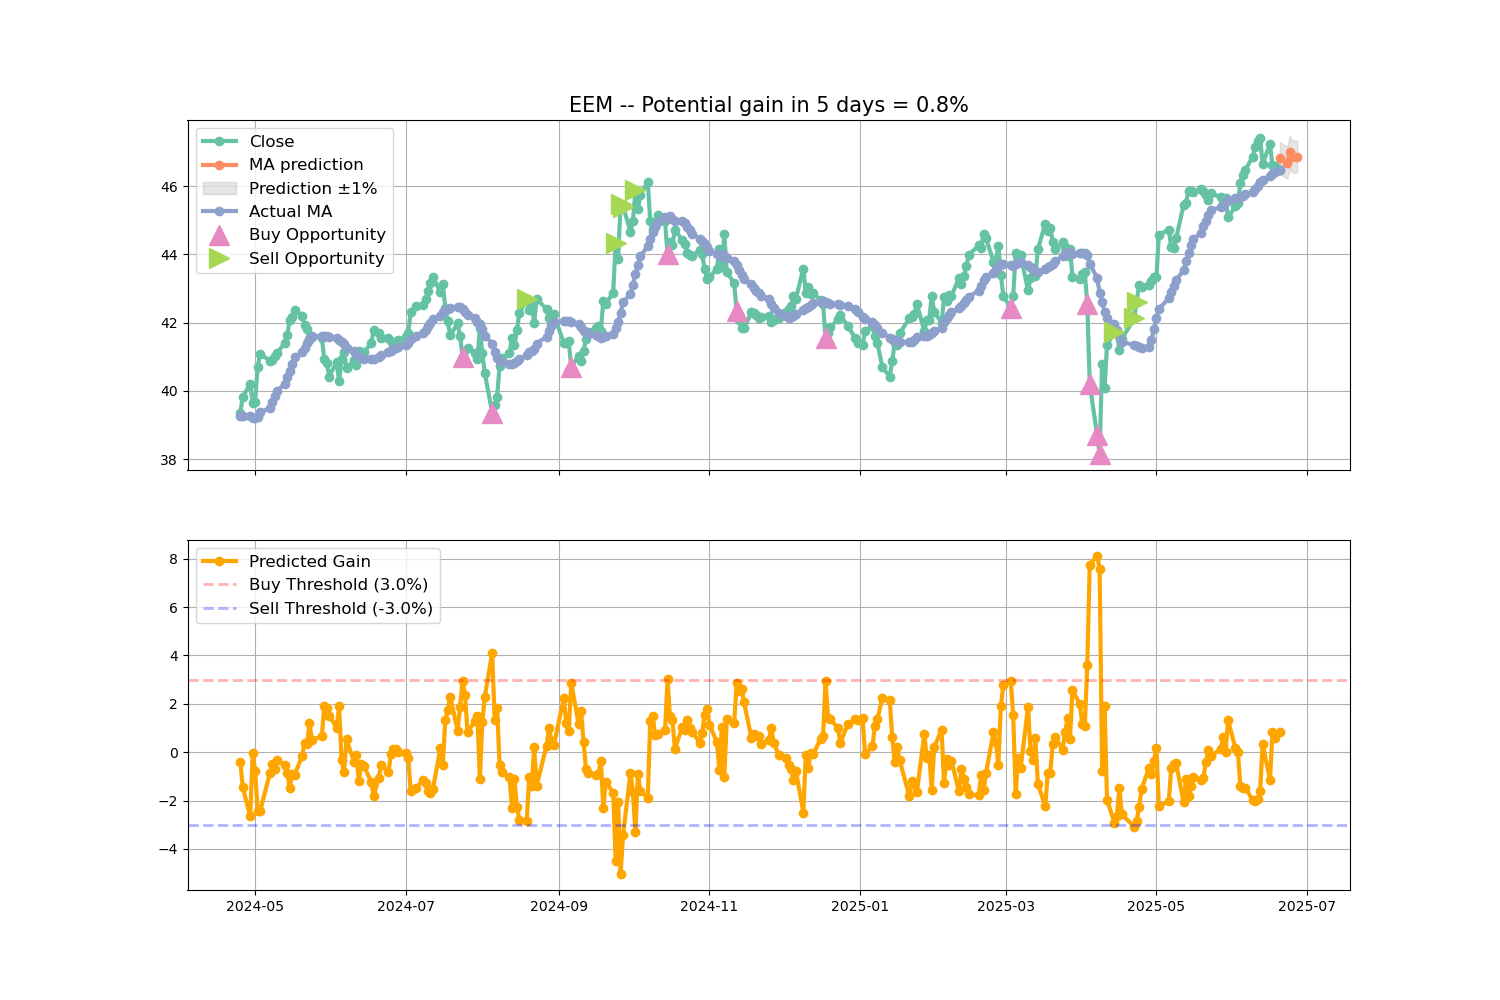 EEM -- Potential gain in 5 days = 0.8%
Close
MA prediction
Prediction ±1%
Actual MA
Buy Opportunity
Sell Opportunity
46
44
42
40
38
Predicted Gain
Buy Threshold (3.0%)
Sell Threshold (-3.0%)
8
6
4
2
0
−2
−4
2024-05
2024-07
2024-09
2024-11
2025-01
2025-03
2025-05
2025-07